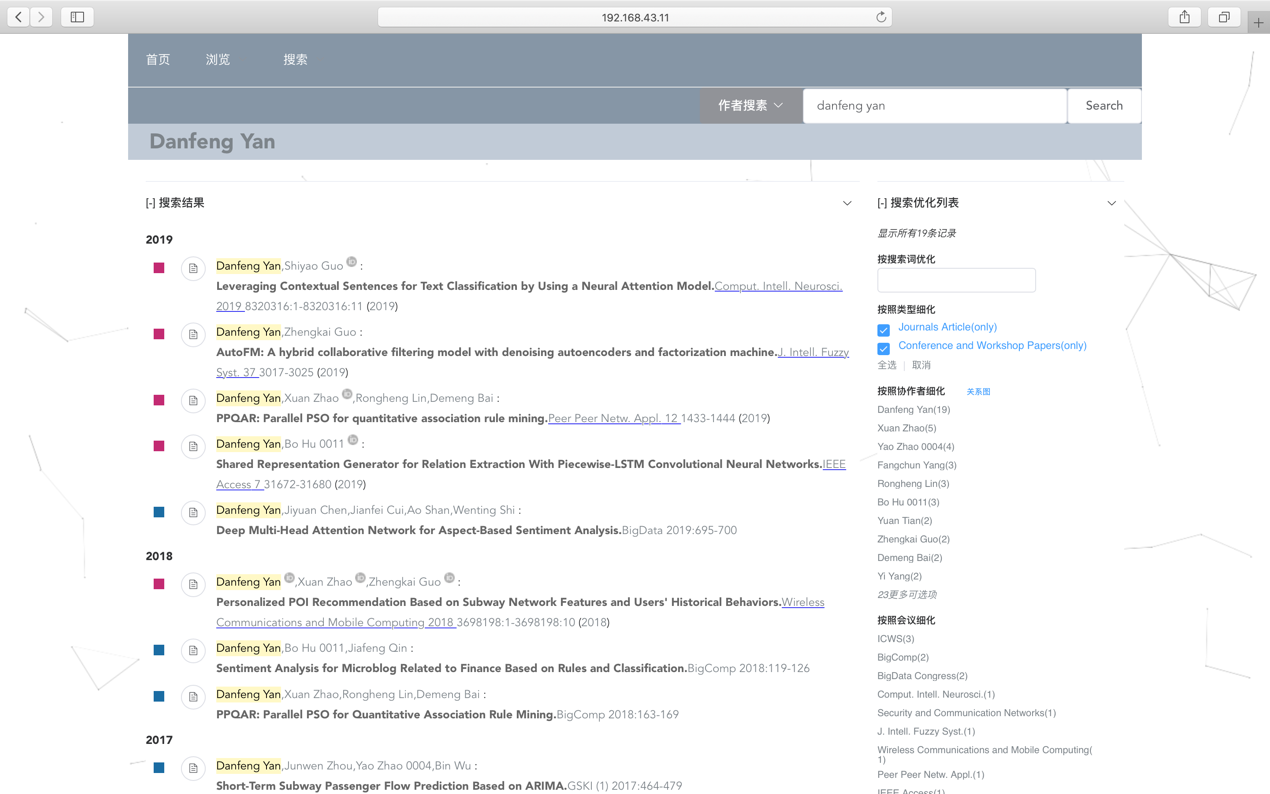 192.168.43.11
首页 浏览 搜索
作者搜素 danfeng yan Search
Danfeng Yan
[-] 搜索结果
2019
Danfeng Yan,Shiyao Guo iD :
Leveraging Contextual Sentences for Text Classification by Using a Neural Attention Model.Comput. Intell. Neurosci.
2019 8320316:1-8320316:11 (2019)
Danfeng Yan,Zhengkai Guo :
AutoFM: A hybrid collaborative filtering model with denoising autoencoders and factorization machine.J. Intell. Fuzzy
Syst. 37 3017-3025 (2019)
Danfeng Yan,Xuan Zhao iD,Rongheng Lin,Demeng Bai :
PPQAR: Parallel PSO for quantitative association rule mining.Peer Peer Netw. Appl. 12 1433-1444 (2019)
Danfeng Yan,Bo Hu 0011 iD :
Shared Representation Generator for Relation Extraction With Piecewise-LSTM Convolutional Neural Networks.IEEE
Access 7 31672-31680 (2019)
Danfeng Yan,Jiyuan Chen,Jianfei Cui,Ao Shan,Wenting Shi :
Deep Multi-Head Attention Network for Aspect-Based Sentiment Analysis.BigData 2019:695-700
2018
Danfeng Yan iD,Xuan Zhao iD,Zhengkai Guo iD :
Personalized POI Recommendation Based on Subway Network Features and Users' Historical Behaviors.Wireless
Communications and Mobile Computing 2018 3698198:1-3698198:10 (2018)
Danfeng Yan,Bo Hu 0011,Jiafeng Qin :
Sentiment Analysis for Microblog Related to Finance Based on Rules and Classification.BigComp 2018:119-126
Danfeng Yan,Xuan Zhao,Rongheng Lin,Demeng Bai :
PPQAR: Parallel PSO for Quantitative Association Rule Mining.BigComp 2018:163-169
2017
Danfeng Yan,Junwen Zhou,Yao Zhao 0004,Bin Wu :
Short-Term Subway Passenger Flow Prediction Based on ARIMA.GSKI (1) 2017:464-479
[-] 搜索优化列表
显示所有19条记录
按搜索词优化
按照类型细化
Journals Article(only)
Conference and Workshop Papers(only)
全选 | 取消
按照协作者细化 关系图
Danfeng Yan(19)
Xuan Zhao(5)
Yao Zhao 0004(4)
Fangchun Yang(3)
Rongheng Lin(3)
Bo Hu 0011(3)
Yuan Tian(2)
Zhengkai Guo(2)
Demeng Bai(2)
Yi Yang(2)
23更多可选项
按照会议细化
ICWS(3)
BigComp(2)
BigData Congress(2)
Comput. Intell. Neurosci.(1)
Security and Communication Networks(1)
J. Intell. Fuzzy Syst.(1)
Wireless Communications and Mobile Computing(
1)
Peer Peer Netw. Appl.(1)
IEEE Access(1)